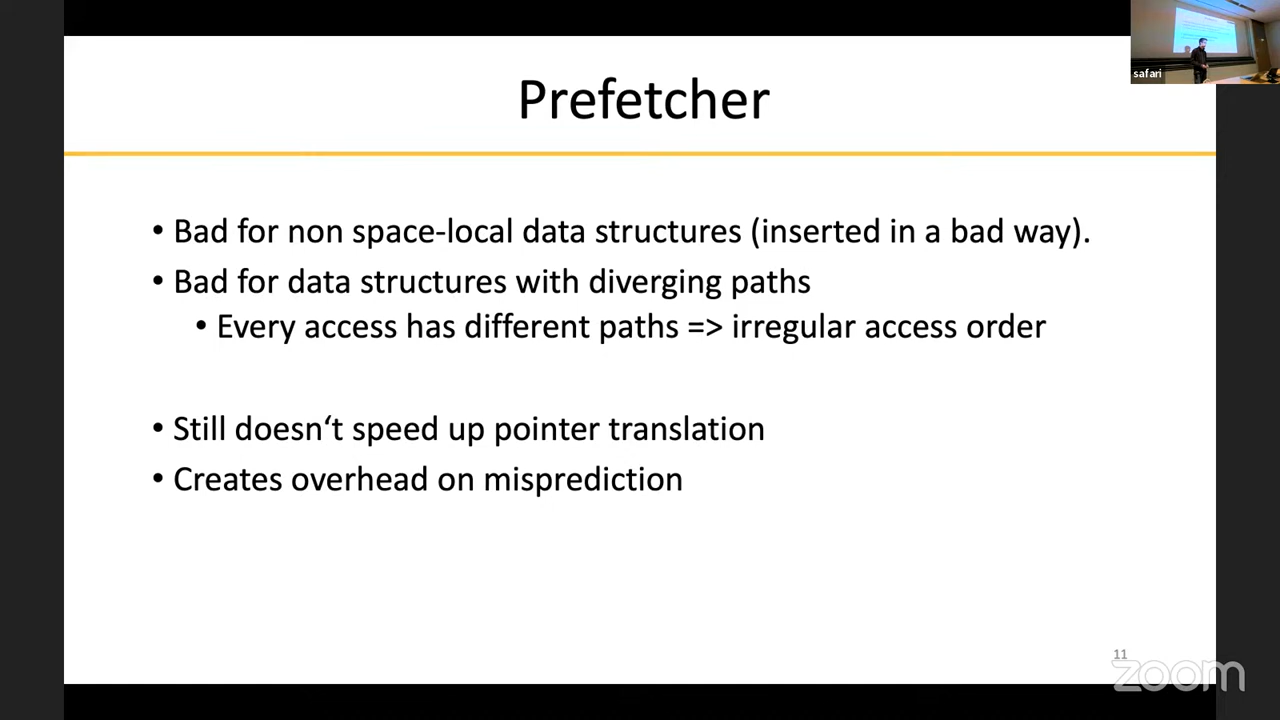 safari
Prefetcher
• Bad for non space-local data structures (inserted in a bad way).
• Bad for data structures with diverging paths
• Every access has different paths => irregular access order
• Still doesn‘t speed up pointer translation
• Creates overhead on misprediction
11
zoom